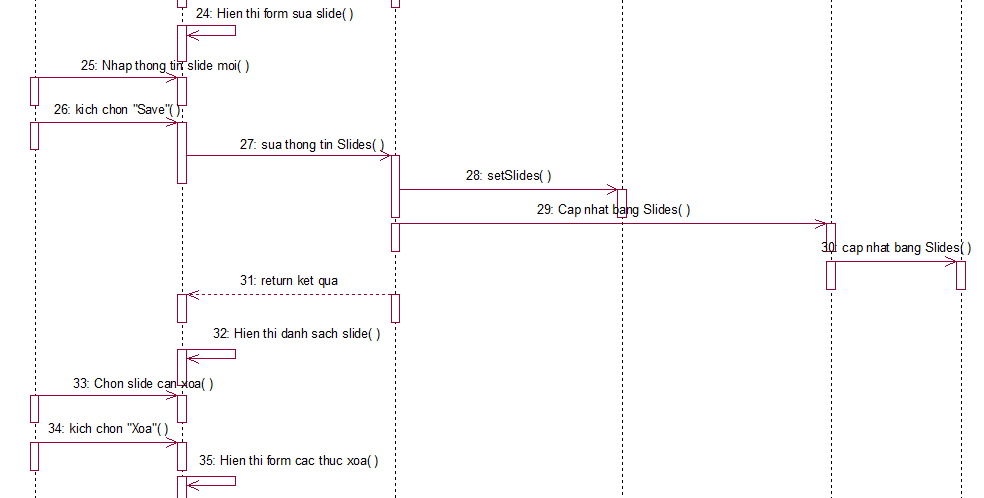 24: Hien thi form sua slide( )
25: Nhap thong tin slide moi( )
26: kich chon "Save"( )
27: sua thong tin Slides( )
28: setSlides( )
29: Cap nhat bang Slides( )
30: cap nhat bang Slides( )
31: return ket qua
32: Hien thi danh sach slide( )
33: Chon slide can xoa( )
34: kich chon "Xoa"( )
35: Hien thi form cac thuc xoa( )